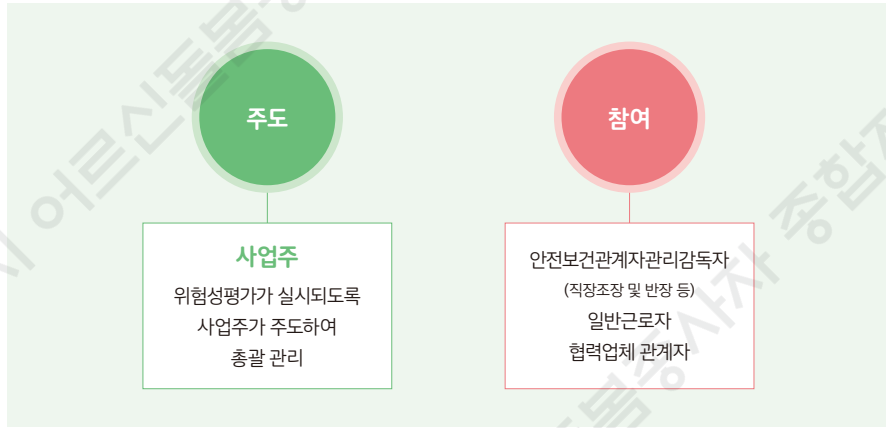 주도
사업주
위험성평가가 실시되도록
사업주가 주도하여
총괄 관리
참여
안전보건관계자관리감독자
(직장조장 및 반장 등)
일반근로자
협력업체 관계자